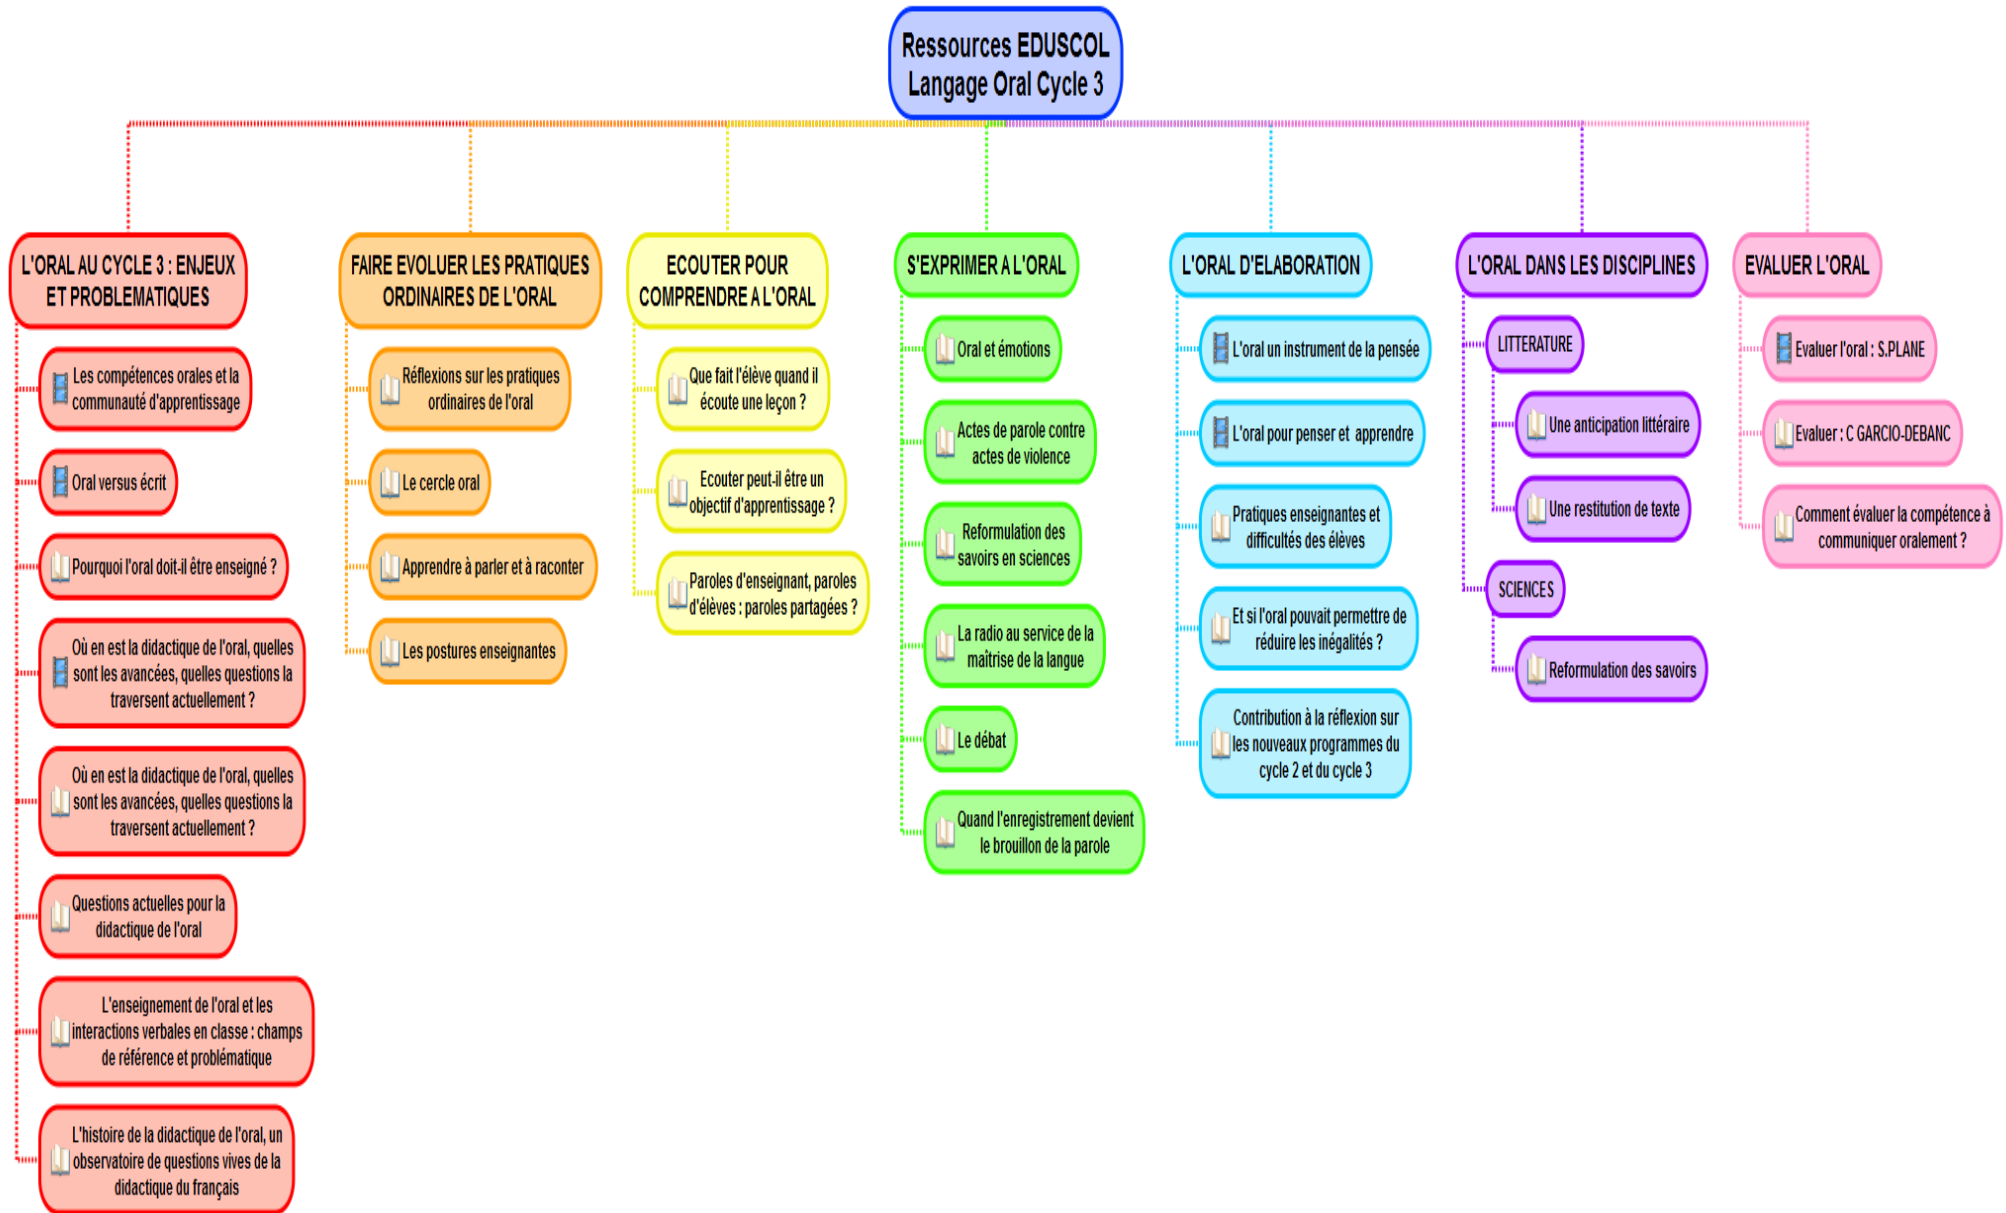 Ressources EDUSCOL
Langage Oral Cycle 3
L'ORAL AU CYCLE 3 : ENJEUX
ET PROBLEMATIQUES
Les compétences orales et la
communauté d'apprentissage
Oral versus écrit
Pourquoi l'oral doit-il être enseigné ?
Où en est la didactique de l'oral, quelles
sont les avancées, quelles questions la
traversent actuellement ?
Où en est la didactique de l'oral, quelles
sont les avancées, quelles questions la
traversent actuellement ?
Questions actuelles pour la
didactique de l'oral
L'enseignement de l'oral et les
interactions verbales en classe : champs
de référence et problématique
L'histoire de la didactique de l'oral, un
observatoire de questions vives de la
didactique du français
FAIRE EVOLUER LES PRATIQUES
ORDINAIRES DE L'ORAL
Réflexions sur les pratiques
ordinaires de l'oral
Le cercle oral
Apprendre à parler et à raconter
Les postures enseignantes
ECOUTER POUR
COMPRENDRE A L'ORAL
Que fait l'élève quand il
écoute une leçon ?
Ecouter peut-il être un
objectif d'apprentissage ?
Paroles d'enseignant, paroles
d'élèves : paroles partagées ?
S'EXPRIMER A L'ORAL
Oral et émotions
Actes de parole contre
actes de violence
Reformulation des
savoirs en sciences
La radio au service de la
maîtrise de la langue
Le débat
Quand l'enregistrement devient
le brouillon de la parole
L'ORAL D'ELABORATION
L'oral un instrument de la pensée
L'oral pour penser et apprendre
Pratiques enseignantes et
difficultés des élèves
Et si l'oral pouvait permettre de
réduire les inégalités ?
Contribution à la réflexion sur
les nouveaux programmes du
cycle 2 et du cycle 3
L'ORAL DANS LES DISCIPLINES
LITTERATURE
Une anticipation littéraire
Une restitution de texte
SCIENCES
Reformulation des savoirs
EVALUER L'ORAL
Evaluer l'oral : S.PLANE
Evaluer : C GARCIO-DEBANC
Comment évaluer la compétence à
communiquer oralement ?